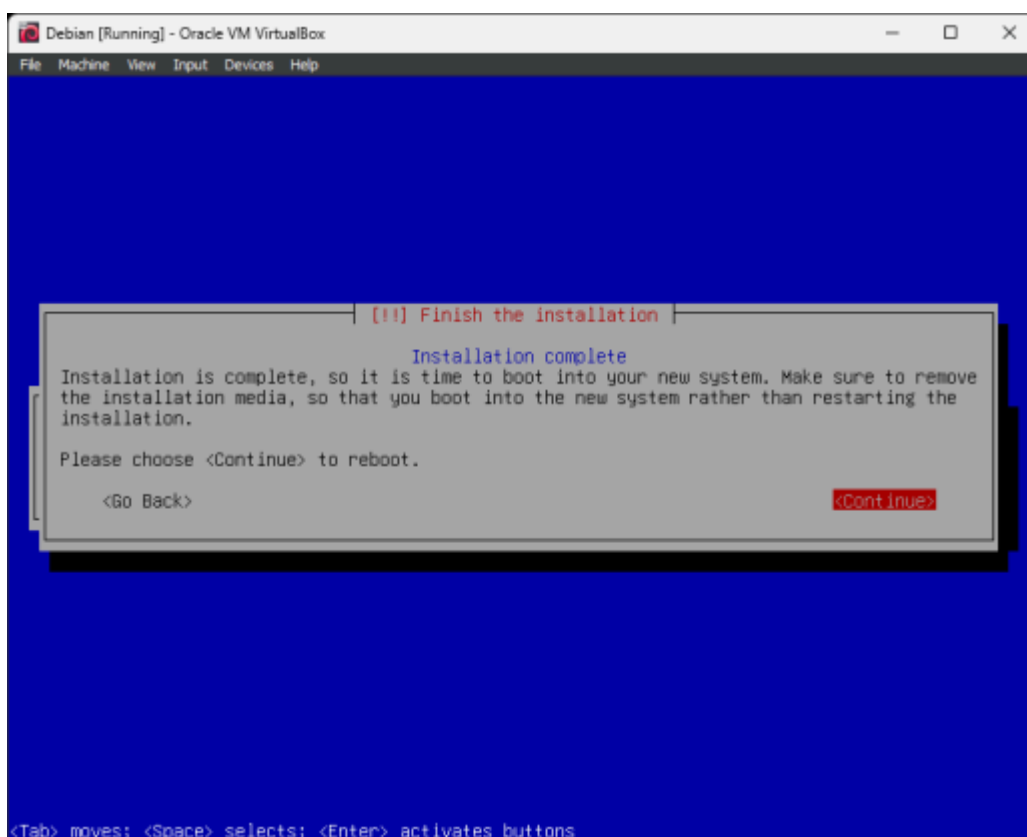 Debian [Running] - Oracle VM VirtualBox
File Machine View Input Devices Help
[!!] Finish the installation
Installation complete
Installation is complete, so it is time to boot into your new system. Make sure to remove
the installation media, so that you boot into the new system rather than restarting the
installation.
Please choose <Continue> to reboot.
<Go Back> <Continue>
<Tab> moves; <Space> selects; <Enter> activates buttons